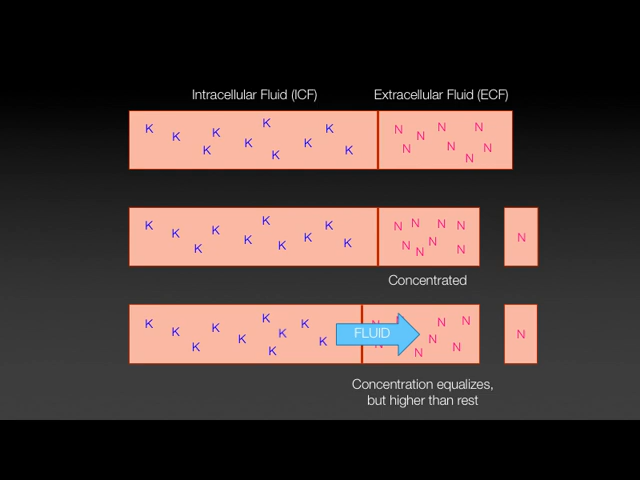 Intracellular Fluid (ICF) Extracellular Fluid (ECF)
K K K K K K K K K K N N N N N N N N
K K K K K K K K K K N N N N N N N N N N
Concentrated
K K K K K K K K K K FLUID N N N N N N N
Concentration equalizes,
but higher than rest